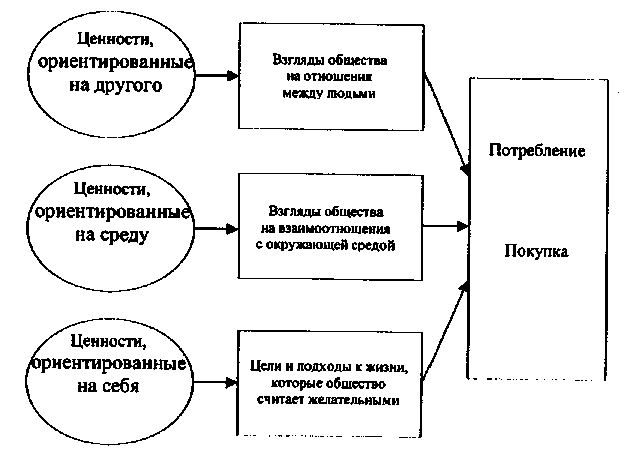 Ценности,
ориентированные
на другого
Взгляды общества
на отношения
между людьми
Ценности,
ориентированные
на среду
Взгляды общества
на взаимоотношения
с окружающей средой
Ценности,
ориентированные
на себя
Цели и подходы к жизни,
которые общество
считает желательными
Потребление
Покупка